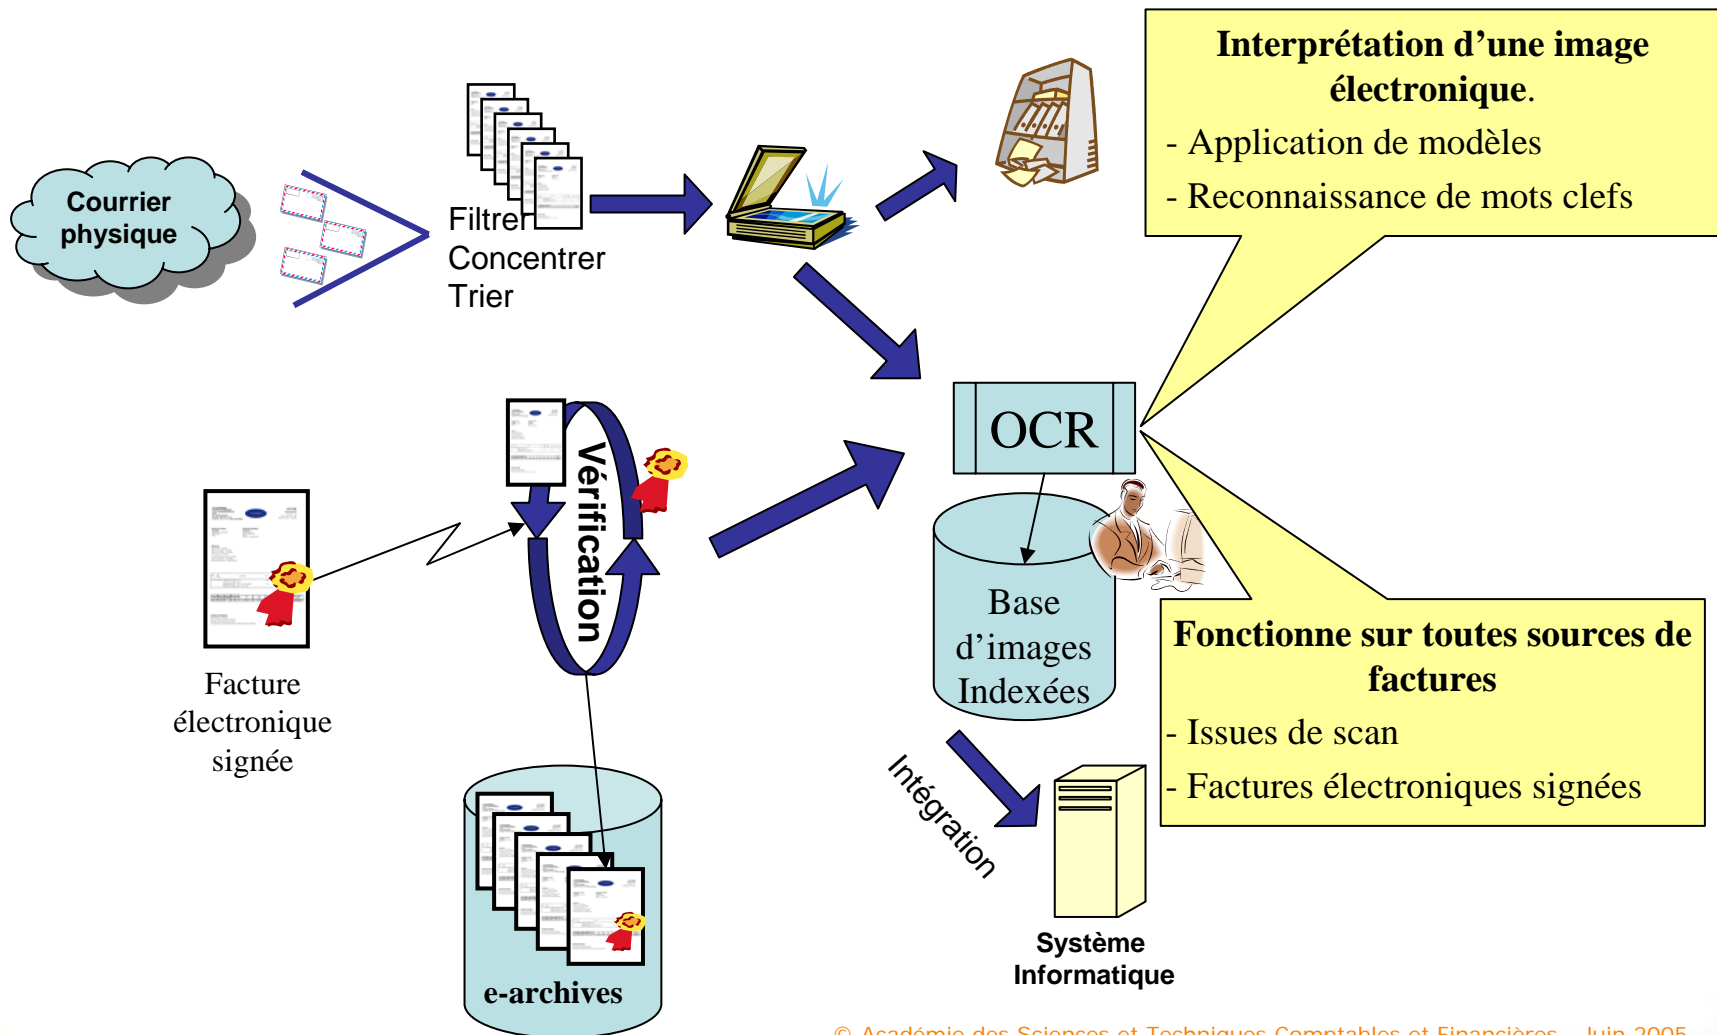 Courrier
physique
Filtrer
Concentrer
Trier
Interprétation d’une image
électronique.
- Application de modèles
- Reconnaissance de mots clefs
OCR
Vérification
Facture
électronique
signée
Base
d’images
Indexées
Fonctionne sur toutes sources de
factures
- Issues de scan
- Factures électroniques signées
Intégration
e-archives
Système
Informatique
© Académie des Sciences et Techniques Comptables et Financières - Juin 2005